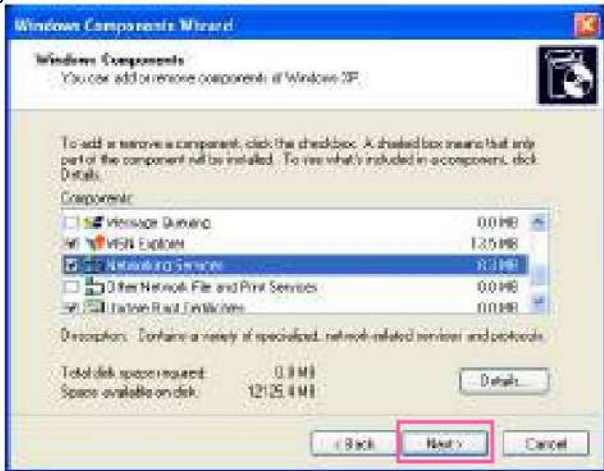 Windows Components Wizard
Windows Components
You can add or remove components of Windows XP.
To add or remove a component, click the checkbox. A shaded box means that only
part of the component will be installed. To see what's included in a component, click
Details.
Components:
Message Queuing 0.0 MB
MSN Explorer 13.5 MB
Networking Services 0.3 MB
Other Network File and Print Services 0.0 MB
Update Root Certificates 0.0 MB
Description: Contains a variety of specialized, network-related services and protocols.
Total disk space required: 0.0 MB
Space available on disk: 12125.4 MB
Details...
< Back
Next >
Cancel